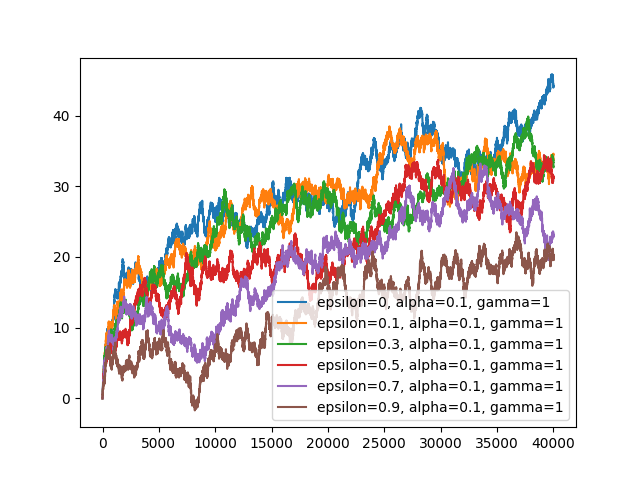 40
30
20
10
0
0 5000 10000 15000 20000 25000 30000 35000 40000
epsilon=0, alpha=0.1, gamma=1
epsilon=0.1, alpha=0.1, gamma=1
epsilon=0.3, alpha=0.1, gamma=1
epsilon=0.5, alpha=0.1, gamma=1
epsilon=0.7, alpha=0.1, gamma=1
epsilon=0.9, alpha=0.1, gamma=1